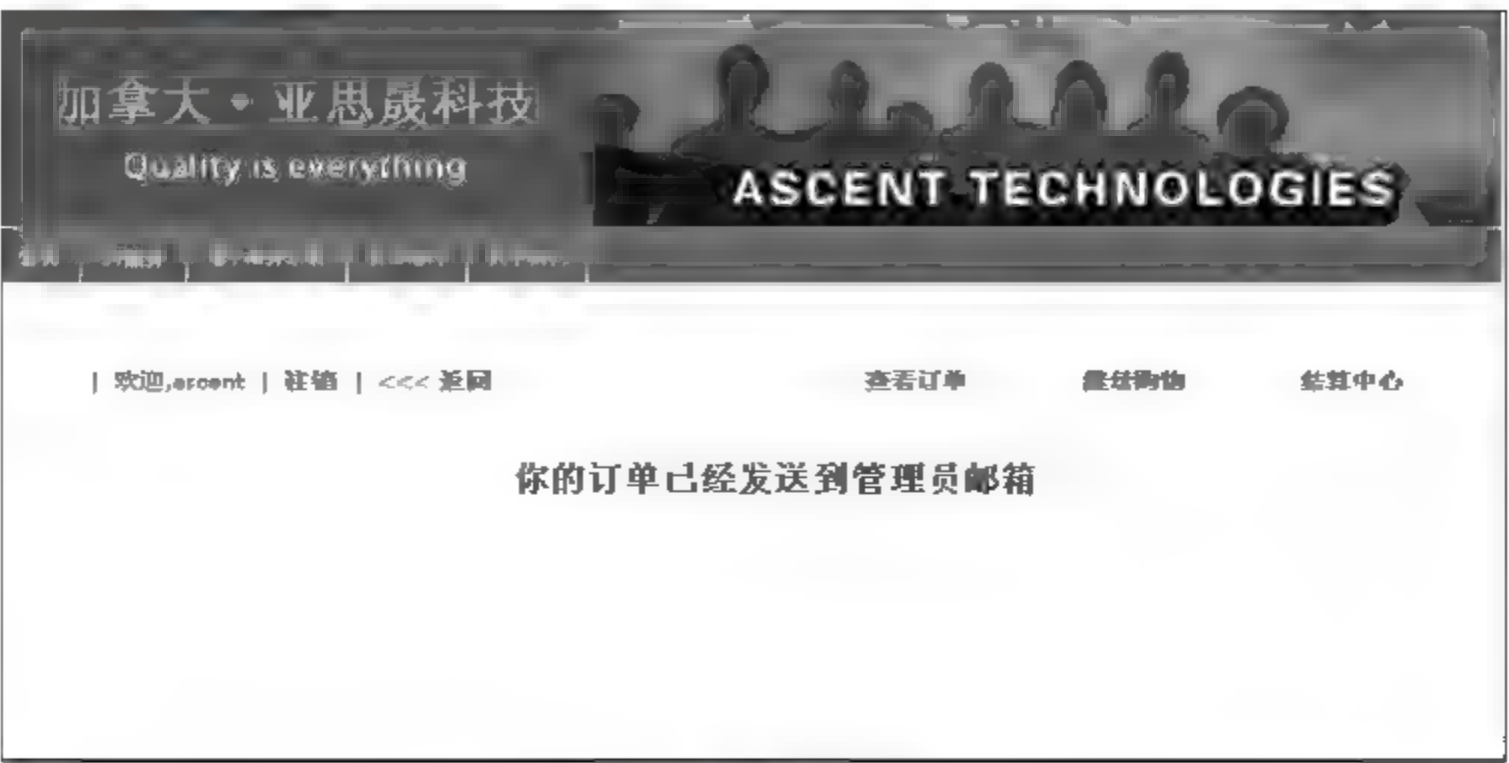 加拿大·亚思晟科技
Quality is everything
ASCENT TECHNOLOGIES
| 欢迎,ascent | 注销 | <<< 返回
查看订单 继续购物 结算中心
你的订单已经发送到管理员邮箱